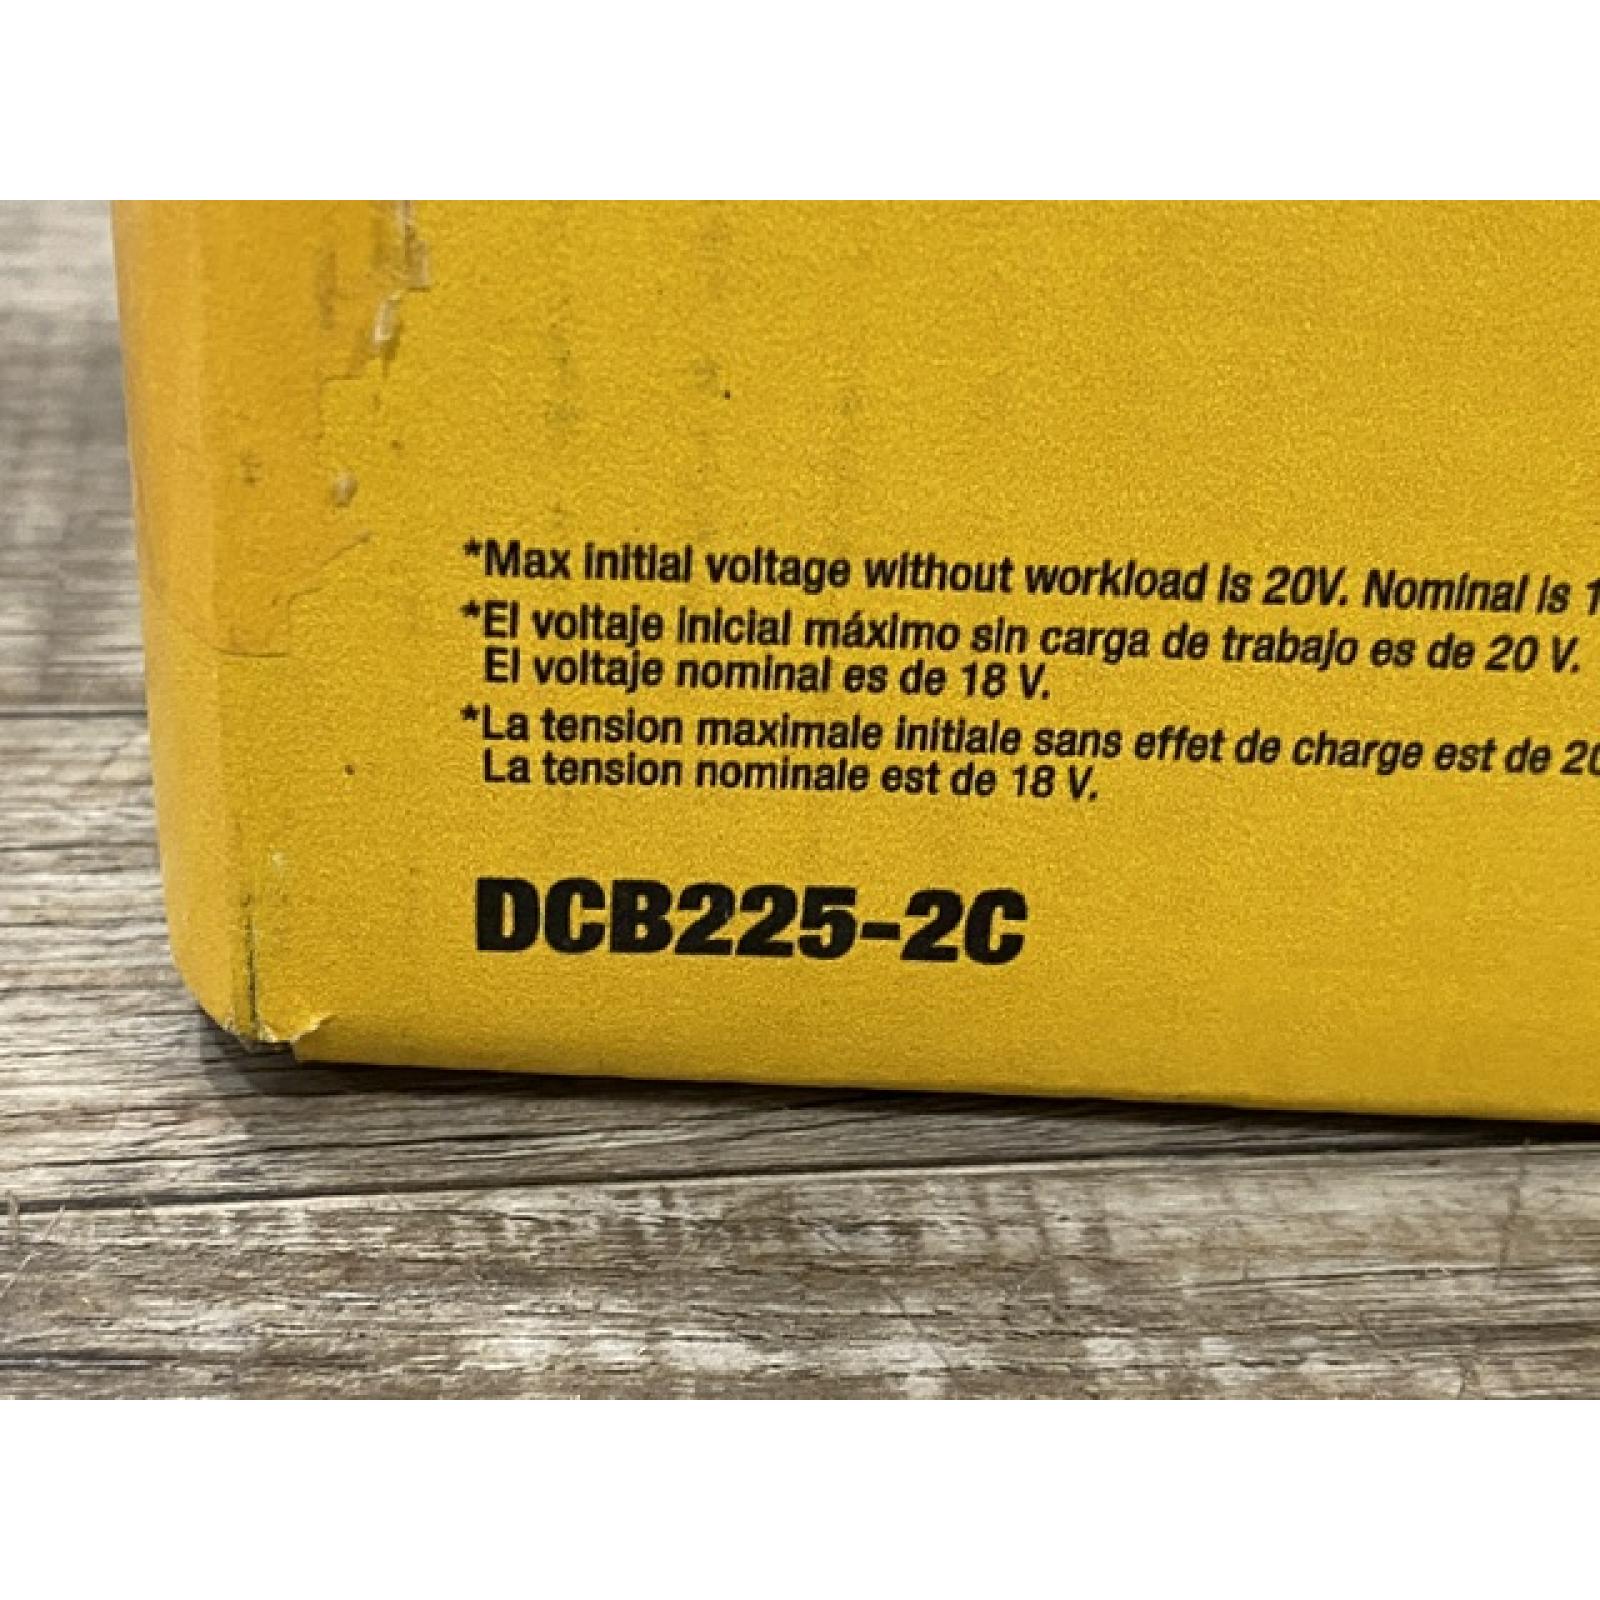 *Max initial voltage without workload is 20V. Nominal is
*El voltaje inicial máximo sin carga de trabajo es de 20 V.
El voltaje nominal es de 18 V.
*La tension maximale initiale sans effet de charge est de 20
La tension nominale est de 18 V.
DCB225-2C